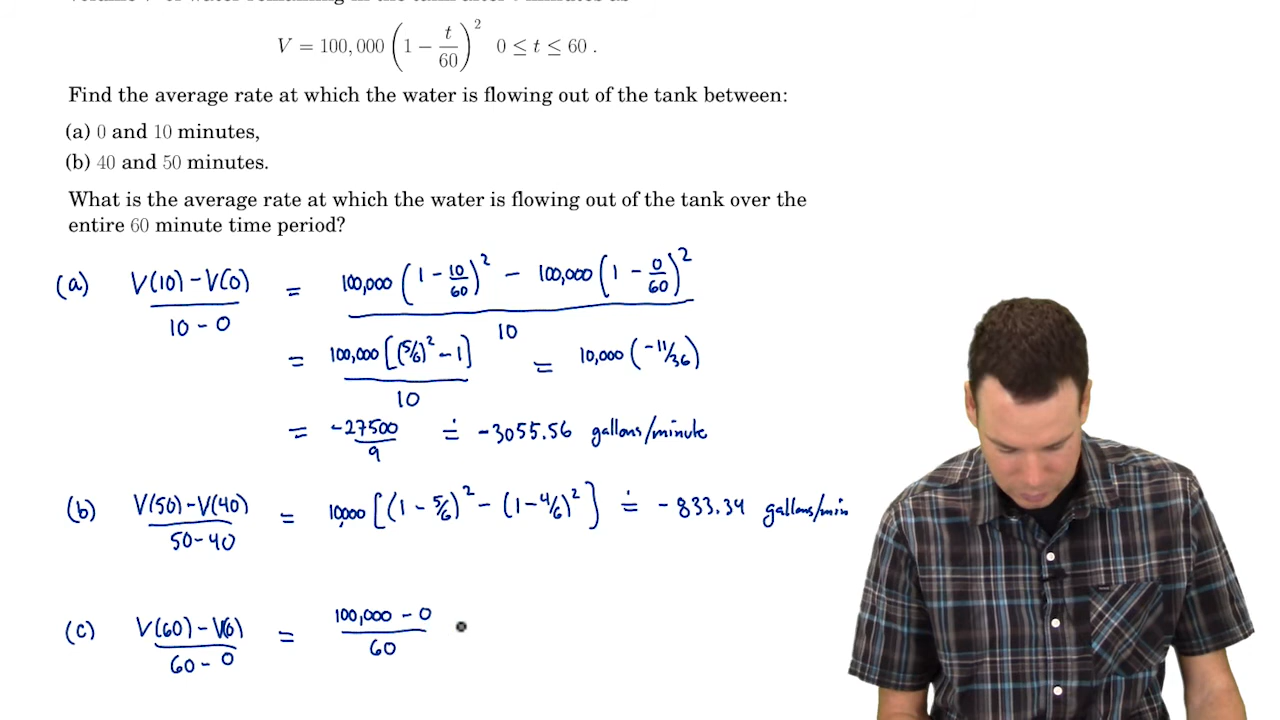 V = 100,000 (1 − t/60)² 0 ≤ t ≤ 60 .
Find the average rate at which the water is flowing out of the tank between:
(a) 0 and 10 minutes,
(b) 40 and 50 minutes.
What is the average rate at which the water is flowing out of the tank over the
entire 60 minute time period?
(a) V(10) − V(0) / 10 − 0 = 100,000 (1 − 10/60)² − 100,000 (1 − 0/60)² / 10
= 100,000 [(5/6)² − 1] / 10 = 10,000 (−11/36)
= −27500/9 ≐ −3055.56 gallons/minute
(b) V(50) − V(40) / 50 − 40 = 10,000 [(1 − 5/6)² − (1 − 4/6)²] ≐ −833.34 gallons/min
(c) V(60) − V(0) / 60 − 0 = 100,000 − 0 / 60